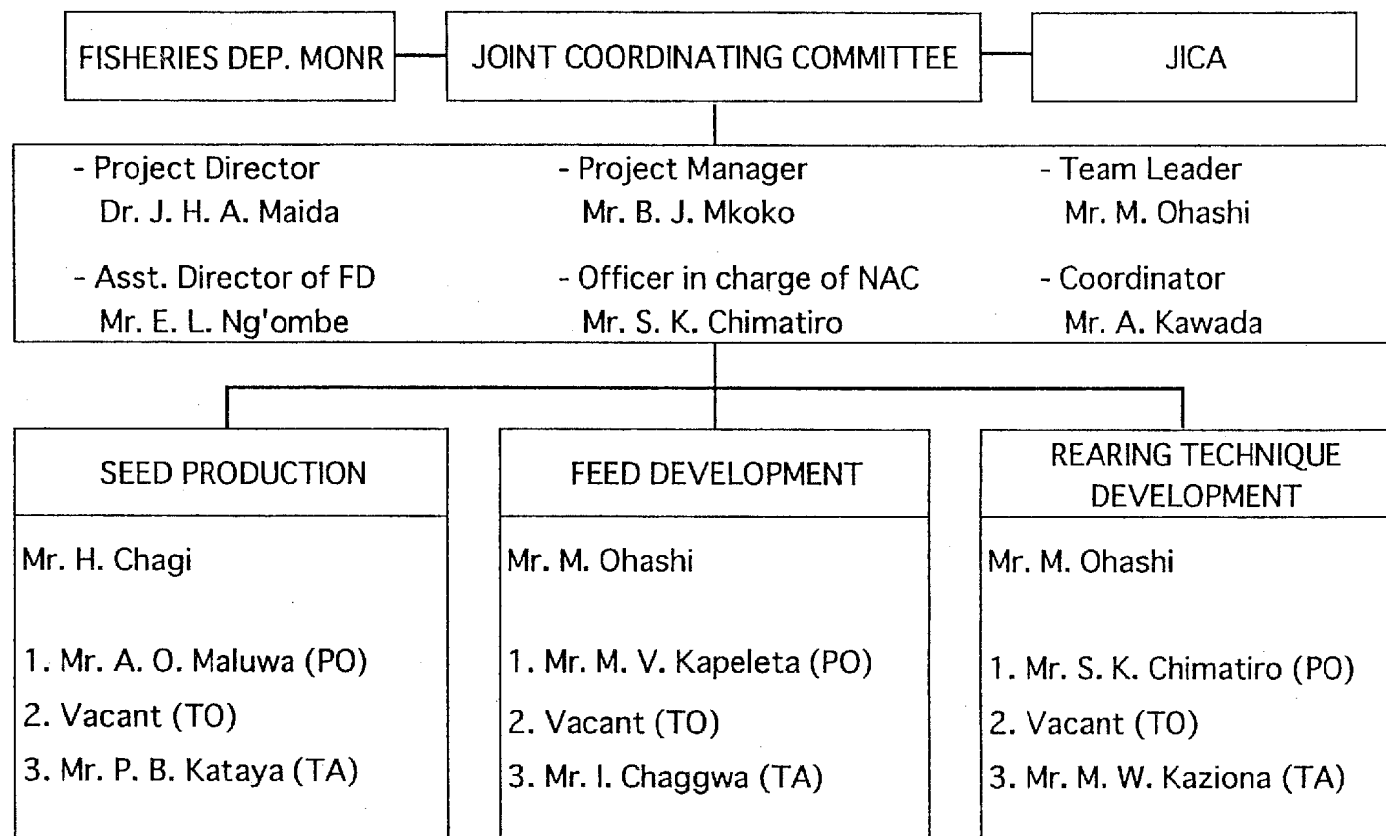 FISHERIES DEP. MONR
JOINT COORDINATING COMMITTEE
JICA
- Project Director
Dr. J. H. A. Maida
- Project Manager
Mr. B. J. Mkoko
- Team Leader
Mr. M. Ohashi
- Asst. Director of FD
Mr. E. L. Ng'ombe
- Officer in charge of NAC
Mr. S. K. Chimatiro
- Coordinator
Mr. A. Kawada
SEED PRODUCTION
Mr. H. Chagi
1. Mr. A. O. Maluwa (PO)
2. Vacant (TO)
3. Mr. P. B. Kataya (TA)
FEED DEVELOPMENT
Mr. M. Ohashi
1. Mr. M. V. Kapeleta (PO)
2. Vacant (TO)
3. Mr. I. Chaggwa (TA)
REARING TECHNIQUE
DEVELOPMENT
Mr. M. Ohashi
1. Mr. S. K. Chimatiro (PO)
2. Vacant (TO)
3. Mr. M. W. Kaziona (TA)